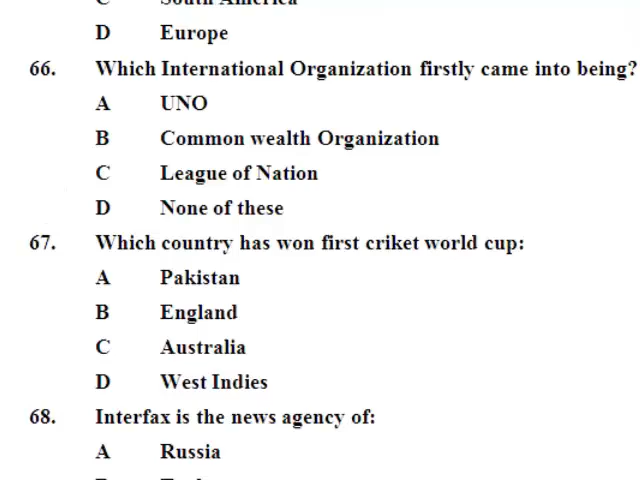 C South America
D Europe
66. Which International Organization firstly came into being?
A UNO
B Common wealth Organization
C League of Nation
D None of these
67. Which country has won first criket world cup:
A Pakistan
B England
C Australia
D West Indies
68. Interfax is the news agency of:
A Russia